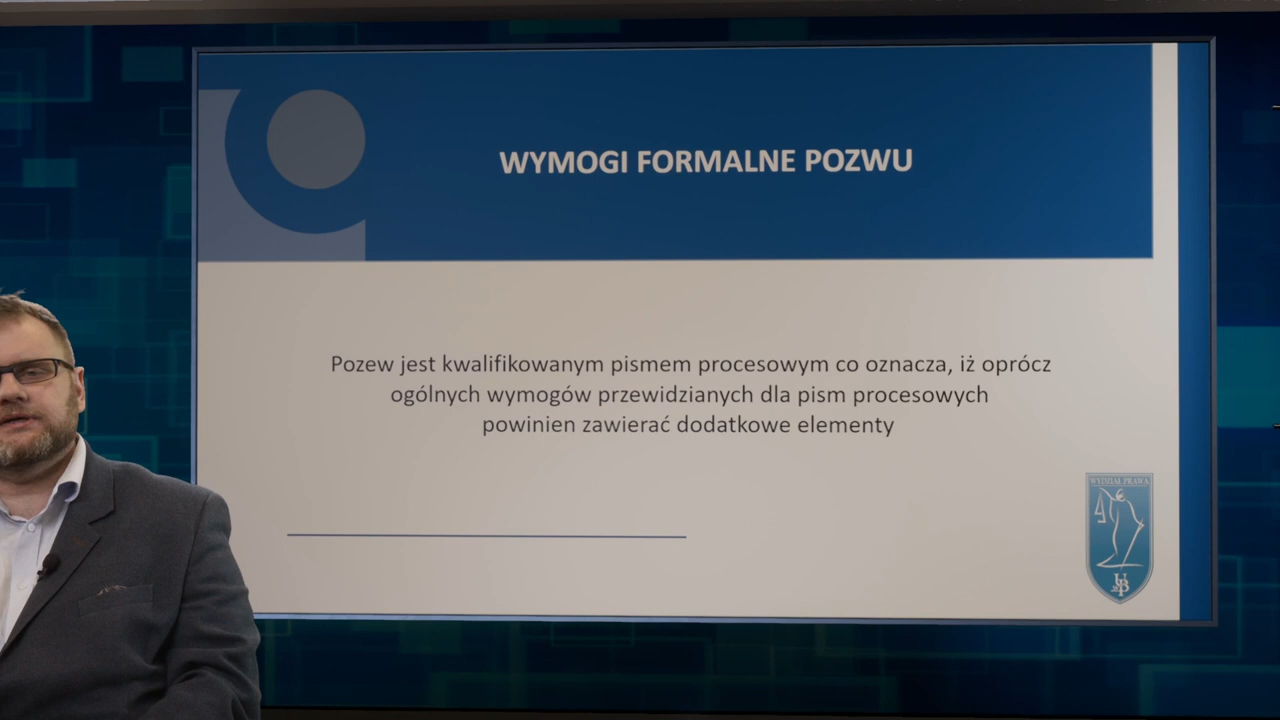 WYMOGI FORMALNE POZWU
Pozew jest kwalifikowanym pismem procesowym co oznacza, iż oprócz
ogólnych wymogów przewidzianych dla pism procesowych
powinien zawierać dodatkowe elementy
WYDZIAŁ PRAWA
UwB